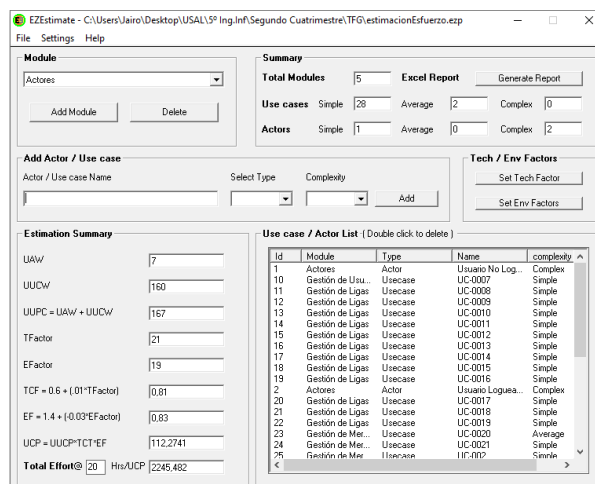 EZEstimate - C:\Users\Jairo\Desktop\USAL\5º Ing.Inf\Segundo Cuatrimestre\TFG\estimacionEsfuerzo.ezp
File Settings Help
Module
Actores
Add Module Delete
Summary
Total Modules 5 Excel Report Generate Report
Use cases Simple 28 Average 2 Complex 0
Actors Simple 1 Average 0 Complex 2
Add Actor / Use case
Actor / Use case Name Select Type Complexity
Add
Tech / Env Factors
Set Tech Factor
Set Env Factors
Estimation Summary
UAW 7
UUCW 160
UUPC = UAW + UUCW 167
TFactor 21
EFactor 19
TCF = 0.6 + (.01*TFactor) 0,81
EF = 1.4 + (-0.03*EFactor) 0,83
UCP = UUCP*TCT*EF 112,2741
Total Effort@ 20 Hrs/UCP 2245,482
Use case / Actor List ( Double click to delete )
Id Module Type Name complexity
1 Actores Actor Usuario No Log... Complex
10 Gestión de Usu... Usecase UC-0007 Simple
11 Gestión de Ligas Usecase UC-0008 Simple
12 Gestión de Ligas Usecase UC-0009 Simple
13 Gestión de Ligas Usecase UC-0010 Simple
14 Gestión de Ligas Usecase UC-0011 Simple
15 Gestión de Ligas Usecase UC-0012 Simple
16 Gestión de Ligas Usecase UC-0013 Simple
17 Gestión de Ligas Usecase UC-0014 Simple
18 Gestión de Ligas Usecase UC-0015 Simple
19 Gestión de Ligas Usecase UC-0016 Simple
2 Actores Actor Usuario Loguea... Complex
20 Gestión de Ligas Usecase UC-0017 Simple
21 Gestión de Ligas Usecase UC-0018 Simple
22 Gestión de Ligas Usecase UC-0019 Simple
23 Gestión de Mer... Usecase UC-0020 Average
24 Gestión de Mer... Usecase UC-0021 Simple
25 Gestión de Mer Usecase UC-002 Simple